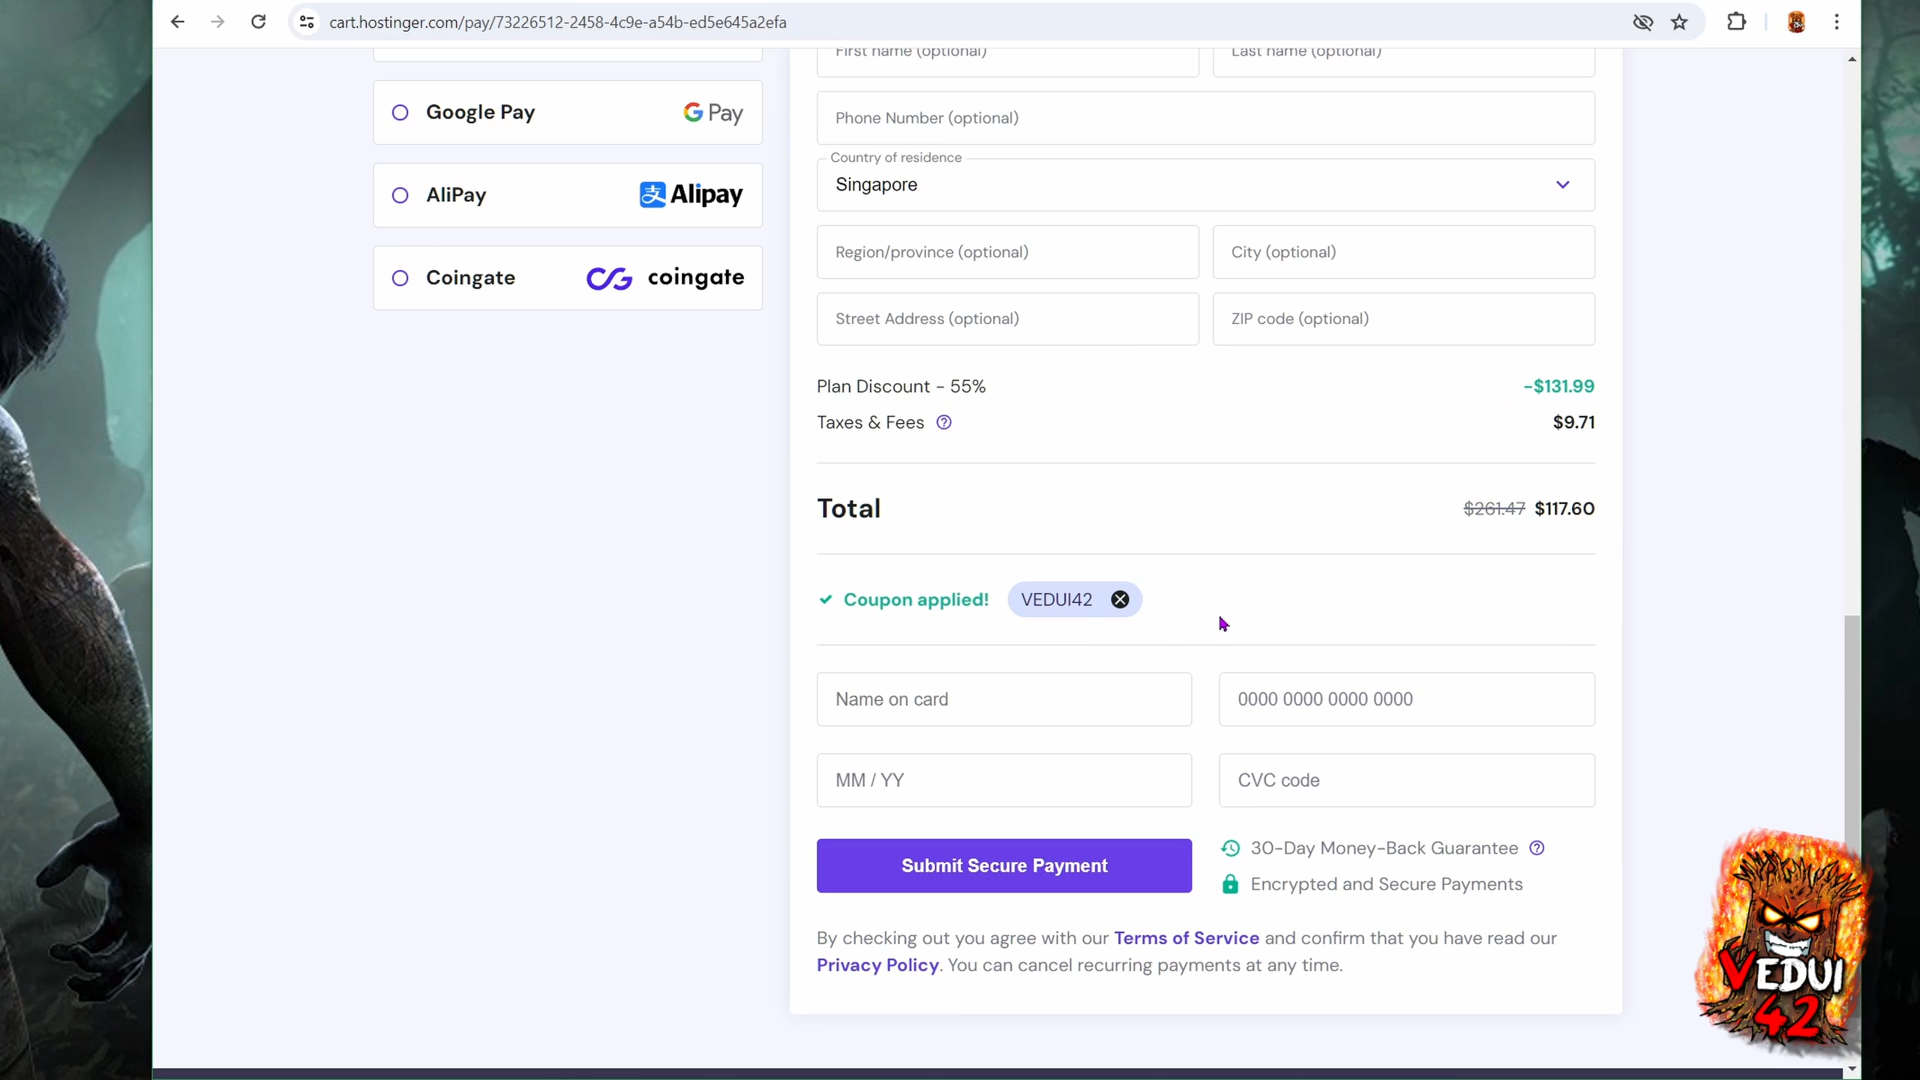 cart.hostinger.com/pay/73226512-2458-4c9e-a54b-ed5e645a2efa
First name (optional)
Last name (optional)
Google Pay
G Pay
Phone Number (optional)
Country of residence
Singapore
AliPay
支 Alipay
Region/province (optional)
City (optional)
Coingate
CG coingate
Street Address (optional)
ZIP code (optional)
Plan Discount - 55%
-$131.99
Taxes & Fees
$9.71
Total
$261.47 $117.60
Coupon applied!
VEDUI42
Name on card
0000 0000 0000 0000
MM / YY
CVC code
Submit Secure Payment
30-Day Money-Back Guarantee
Encrypted and Secure Payments
By checking out you agree with our Terms of Service and confirm that you have read our
Privacy Policy. You can cancel recurring payments at any time.
VEDUI
42